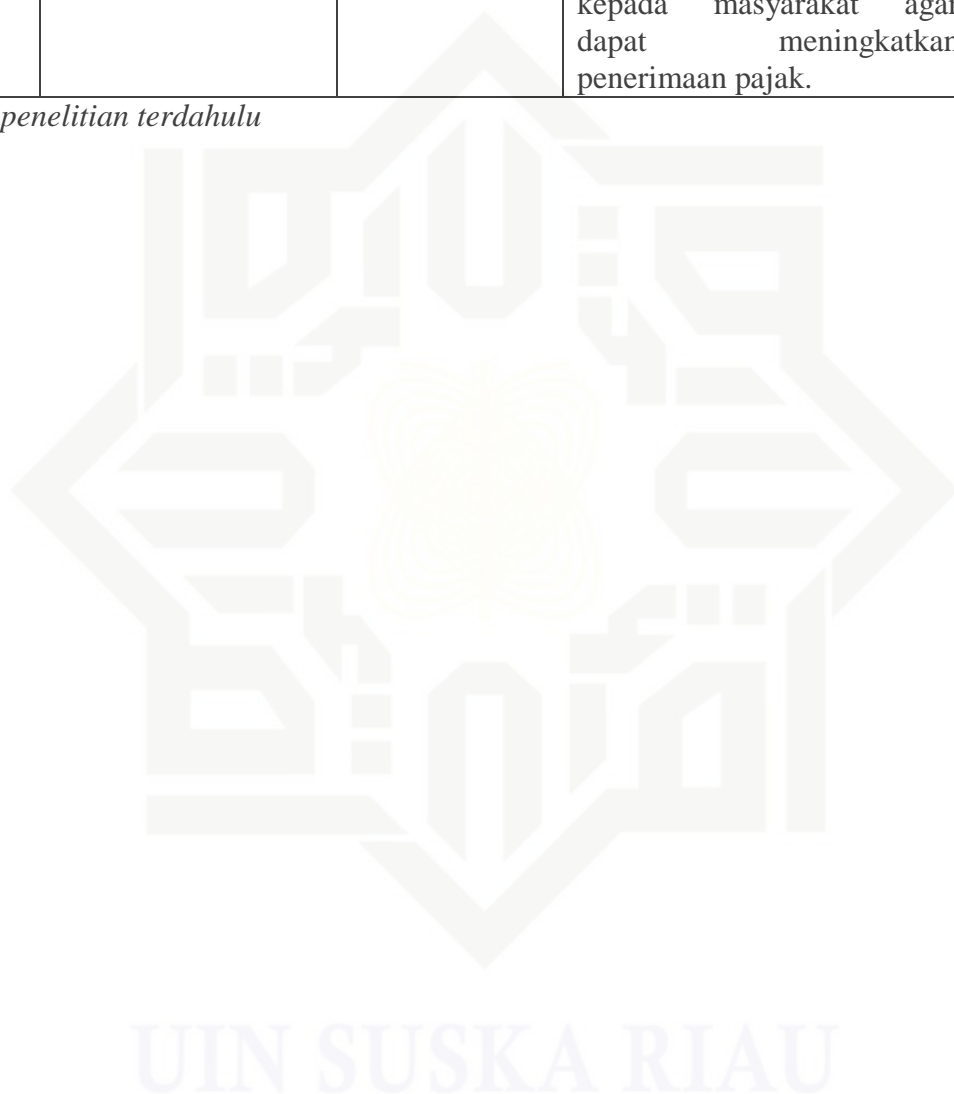 kepada masyarakat agar
dapat meningkatkan
penerimaan pajak.
penelitian terdahulu
UIN SUSKA RIAU